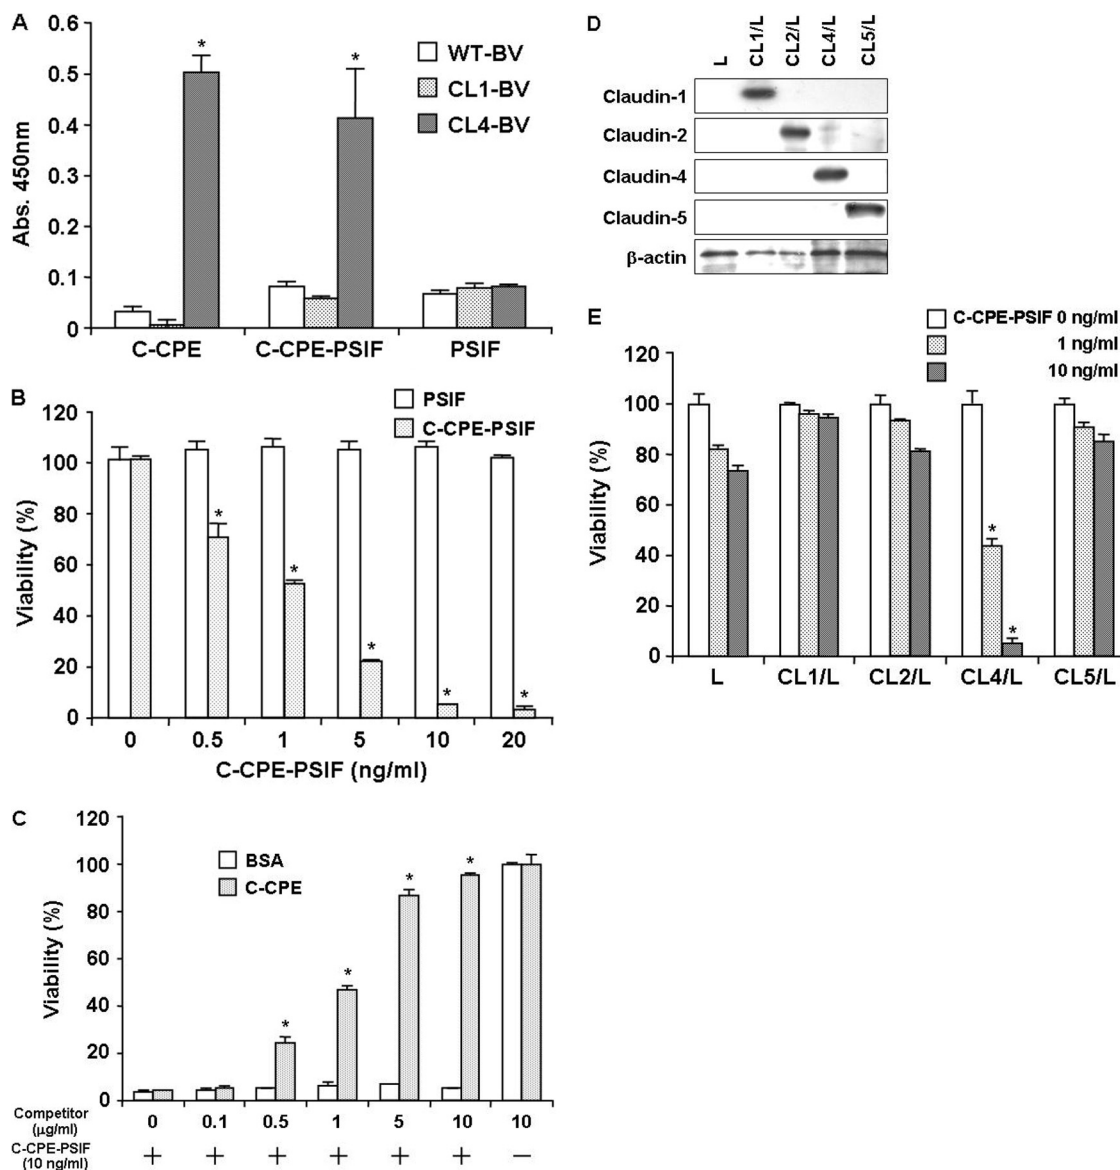 A
0.6
0.5
0.4
0.3
0.2
0.1
0
Abs. 450nm
*
*
WT-BV
CL1-BV
CL4-BV
C-CPE
C-CPE-PSIF
PSIF
B
120
100
80
60
40
20
0
Viability (%)
PSIF
C-CPE-PSIF
*
*
*
*
*
0
0.5
1
5
10
20
C-CPE-PSIF (ng/ml)
C
120
100
80
60
40
20
0
Viability (%)
BSA
C-CPE
*
*
*
*
Competitor
(μg/ml)
0
0.1
0.5
1
5
10
10
C-CPE-PSIF
(10 ng/ml)
+
+
+
+
+
+
−
D
L
CL1/L
CL2/L
CL4/L
CL5/L
Claudin-1
Claudin-2
Claudin-4
Claudin-5
β-actin
E
C-CPE-PSIF 0 ng/ml
1 ng/ml
10 ng/ml
120
100
80
60
40
20
0
Viability (%)
*
*
L
CL1/L
CL2/L
CL4/L
CL5/L